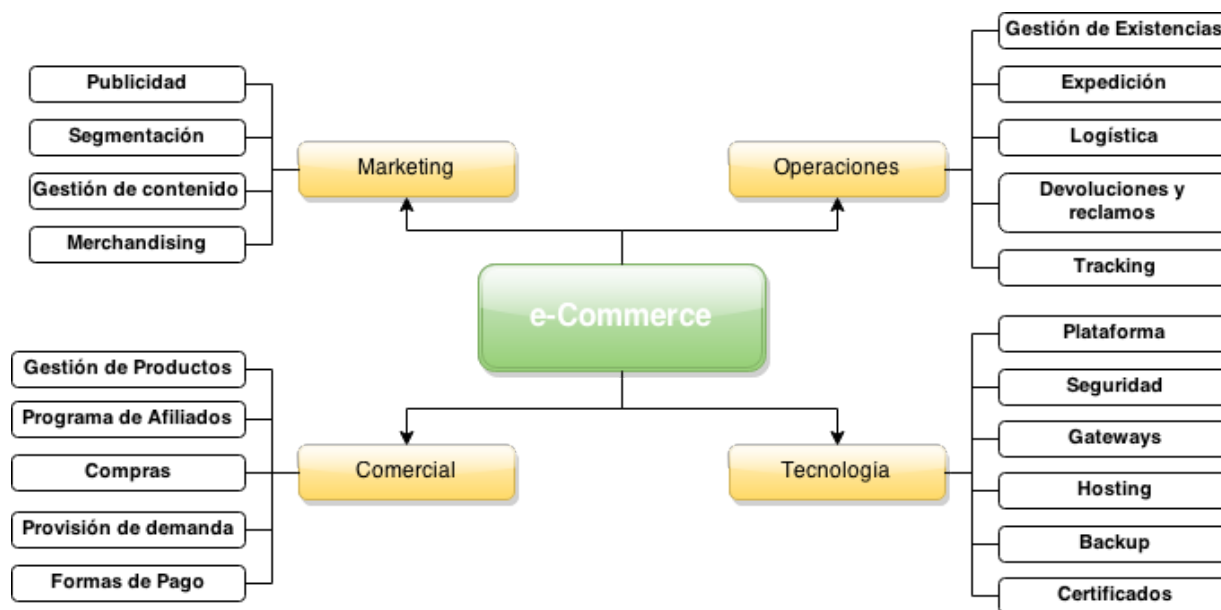 Publicidad
Segmentación
Gestión de contenido
Merchandising
Marketing
Operaciones
Gestión de Existencias
Expedición
Logística
Devoluciones y
reclamos
Tracking
e-Commerce
Gestión de Productos
Programa de Afiliados
Compras
Provisión de demanda
Formas de Pago
Comercial
Tecnologia
Plataforma
Seguridad
Gateways
Hosting
Backup
Certificados